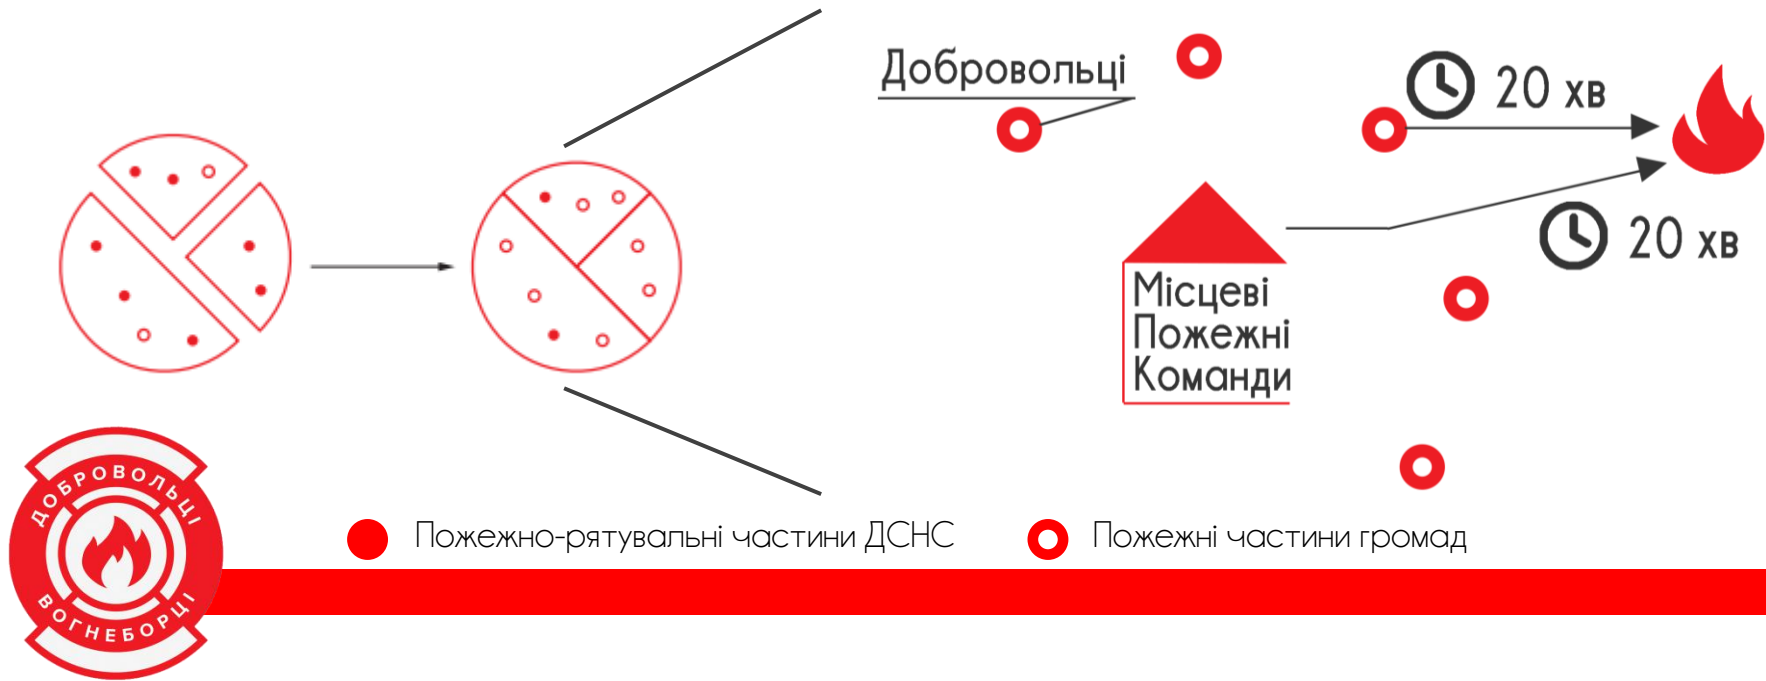 Добровольці
20 хв
20 хв
Місцеві
Пожежні
Команди
ДОБРОВОЛЬЦІ
ВОГНЕБОРЦІ
Пожежно-рятувальні частини ДСНС
Пожежні частини громад